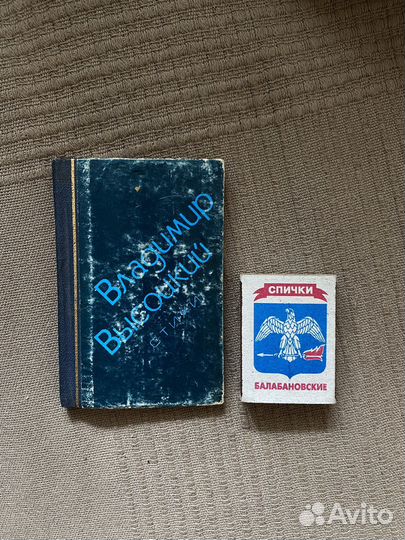 Владимир
Высоцкий
стихи
СПИЧКИ
БАЛАБАНОВСКИЕ
Avito